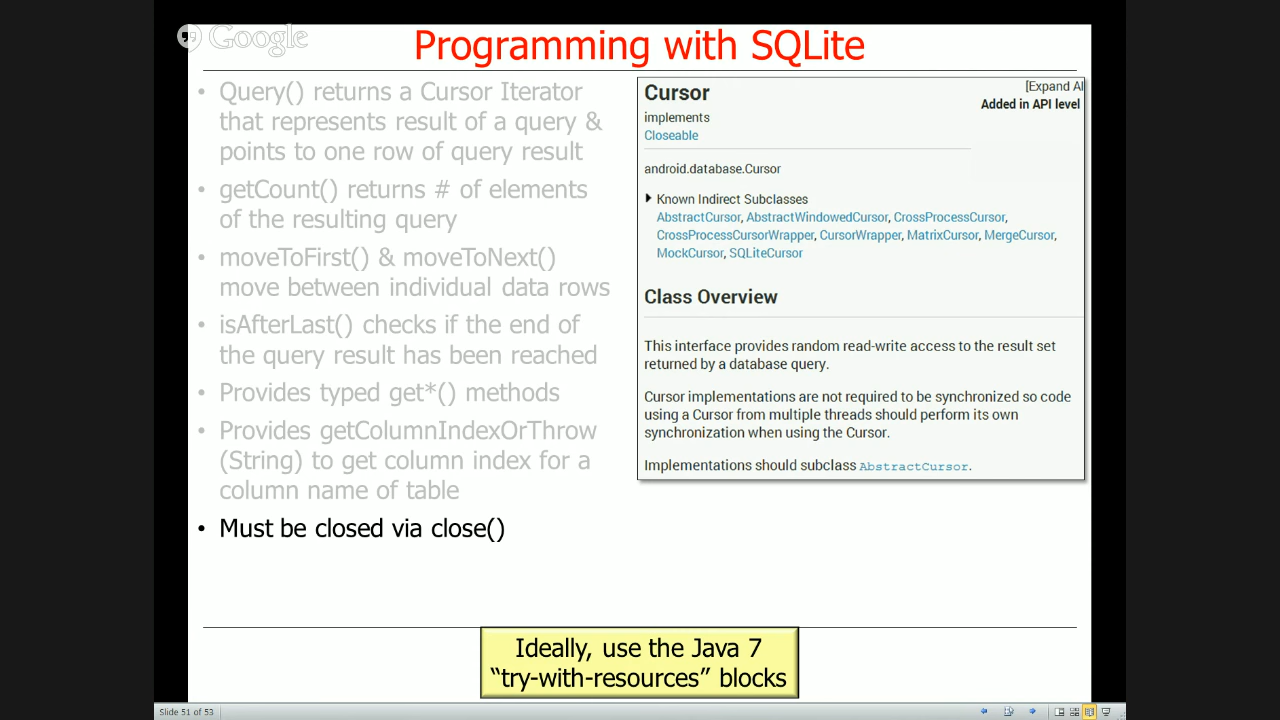 Google
Programming with SQLite
• Query() returns a Cursor Iterator
that represents result of a query &
points to one row of query result
• getCount() returns # of elements
of the resulting query
• moveToFirst() & moveToNext()
move between individual data rows
• isAfterLast() checks if the end of
the query result has been reached
• Provides typed get*() methods
• Provides getColumnIndexOrThrow
(String) to get column index for a
column name of table
• Must be closed via close()
[Expand Al
Cursor
Added in API level
implements
Closeable
android.database.Cursor
Known Indirect Subclasses
AbstractCursor, AbstractWindowedCursor, CrossProcessCursor,
CrossProcessCursorWrapper, CursorWrapper, MatrixCursor, MergeCursor,
MockCursor, SQLiteCursor
Class Overview
This interface provides random read-write access to the result set
returned by a database query.
Cursor implementations are not required to be synchronized so code
using a Cursor from multiple threads should perform its own
synchronization when using the Cursor.
Implementations should subclass AbstractCursor.
Ideally, use the Java 7
“try-with-resources” blocks
Slide 51 of 53